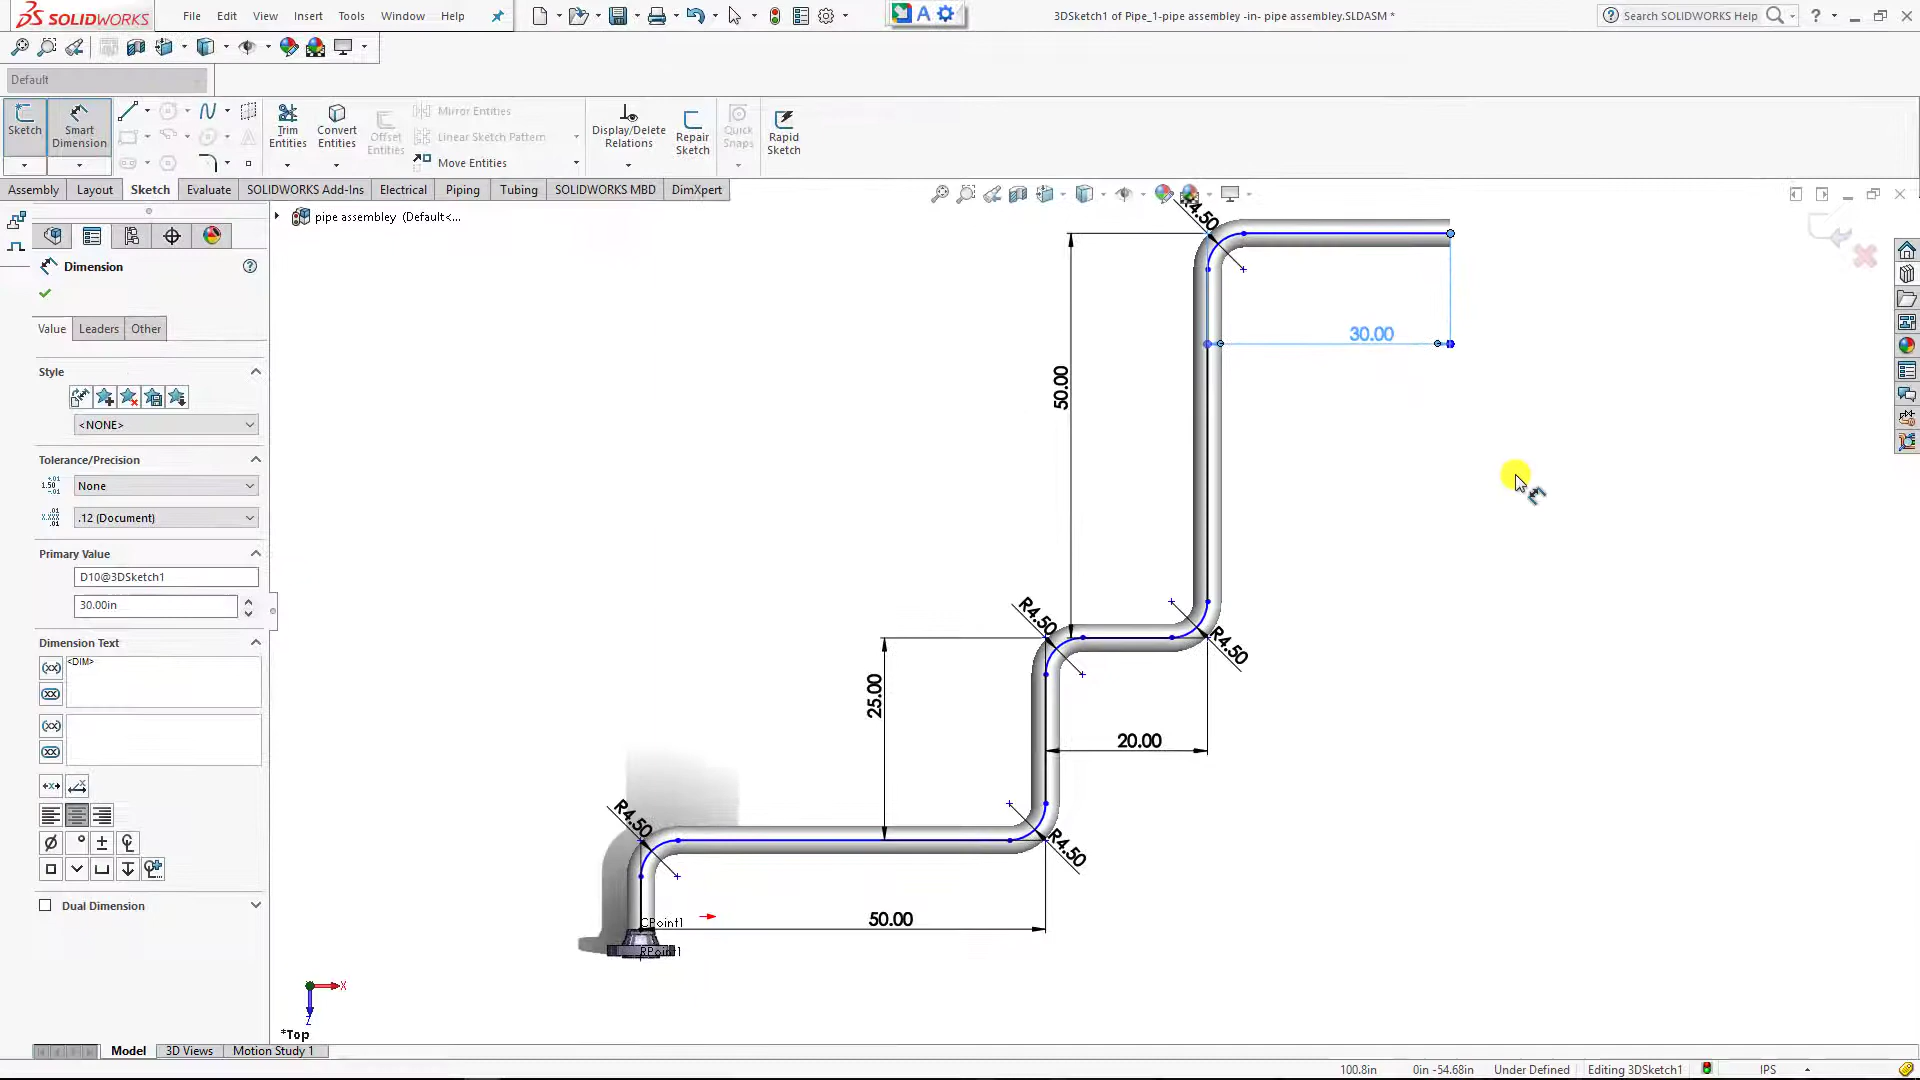 SOLIDWORKS
File Edit View Insert Tools Window Help
3DSketch1 of Pipe_1-pipe assembley -in- pipe assembley.SLDASM *
Search SOLIDWORKS Help
Default
Sketch
Smart Dimension
Trim Entities
Convert Entities
Offset Entities
Mirror Entities
Linear Sketch Pattern
Move Entities
Display/Delete Relations
Repair Sketch
Quick Snaps
Rapid Sketch
Assembly Layout Sketch Evaluate SOLIDWORKS Add-Ins Electrical Piping Tubing SOLIDWORKS MBD DimXpert
pipe assembley (Default<...
Dimension
Value Leaders Other
Style
<NONE>
Tolerance/Precision
None
.12 (Document)
Primary Value
D10@3DSketch1
30.00in
Dimension Text
<DIM>
Dual Dimension
R4.50
30.00
50.00
R4.50
R4.50
25.00
20.00
R4.50
R4.50
CPoint1
50.00
RPoint1
X
Z
*Top
Model 3D Views Motion Study 1
100.8in 0in -54.68in Under Defined Editing 3DSketch1 IPS